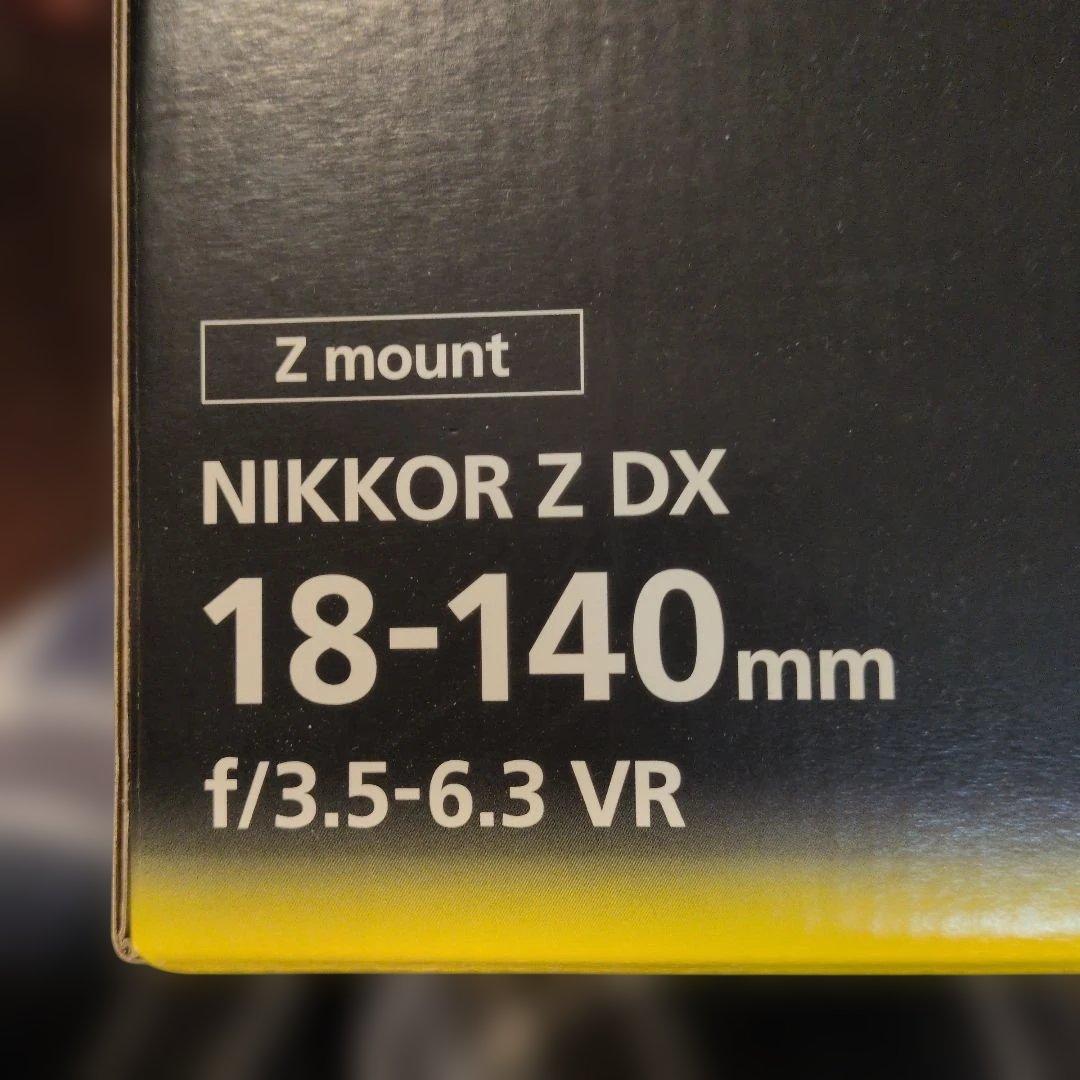 Z mount
NIKKOR Z DX
18-140mm
f/3.5-6.3 VR